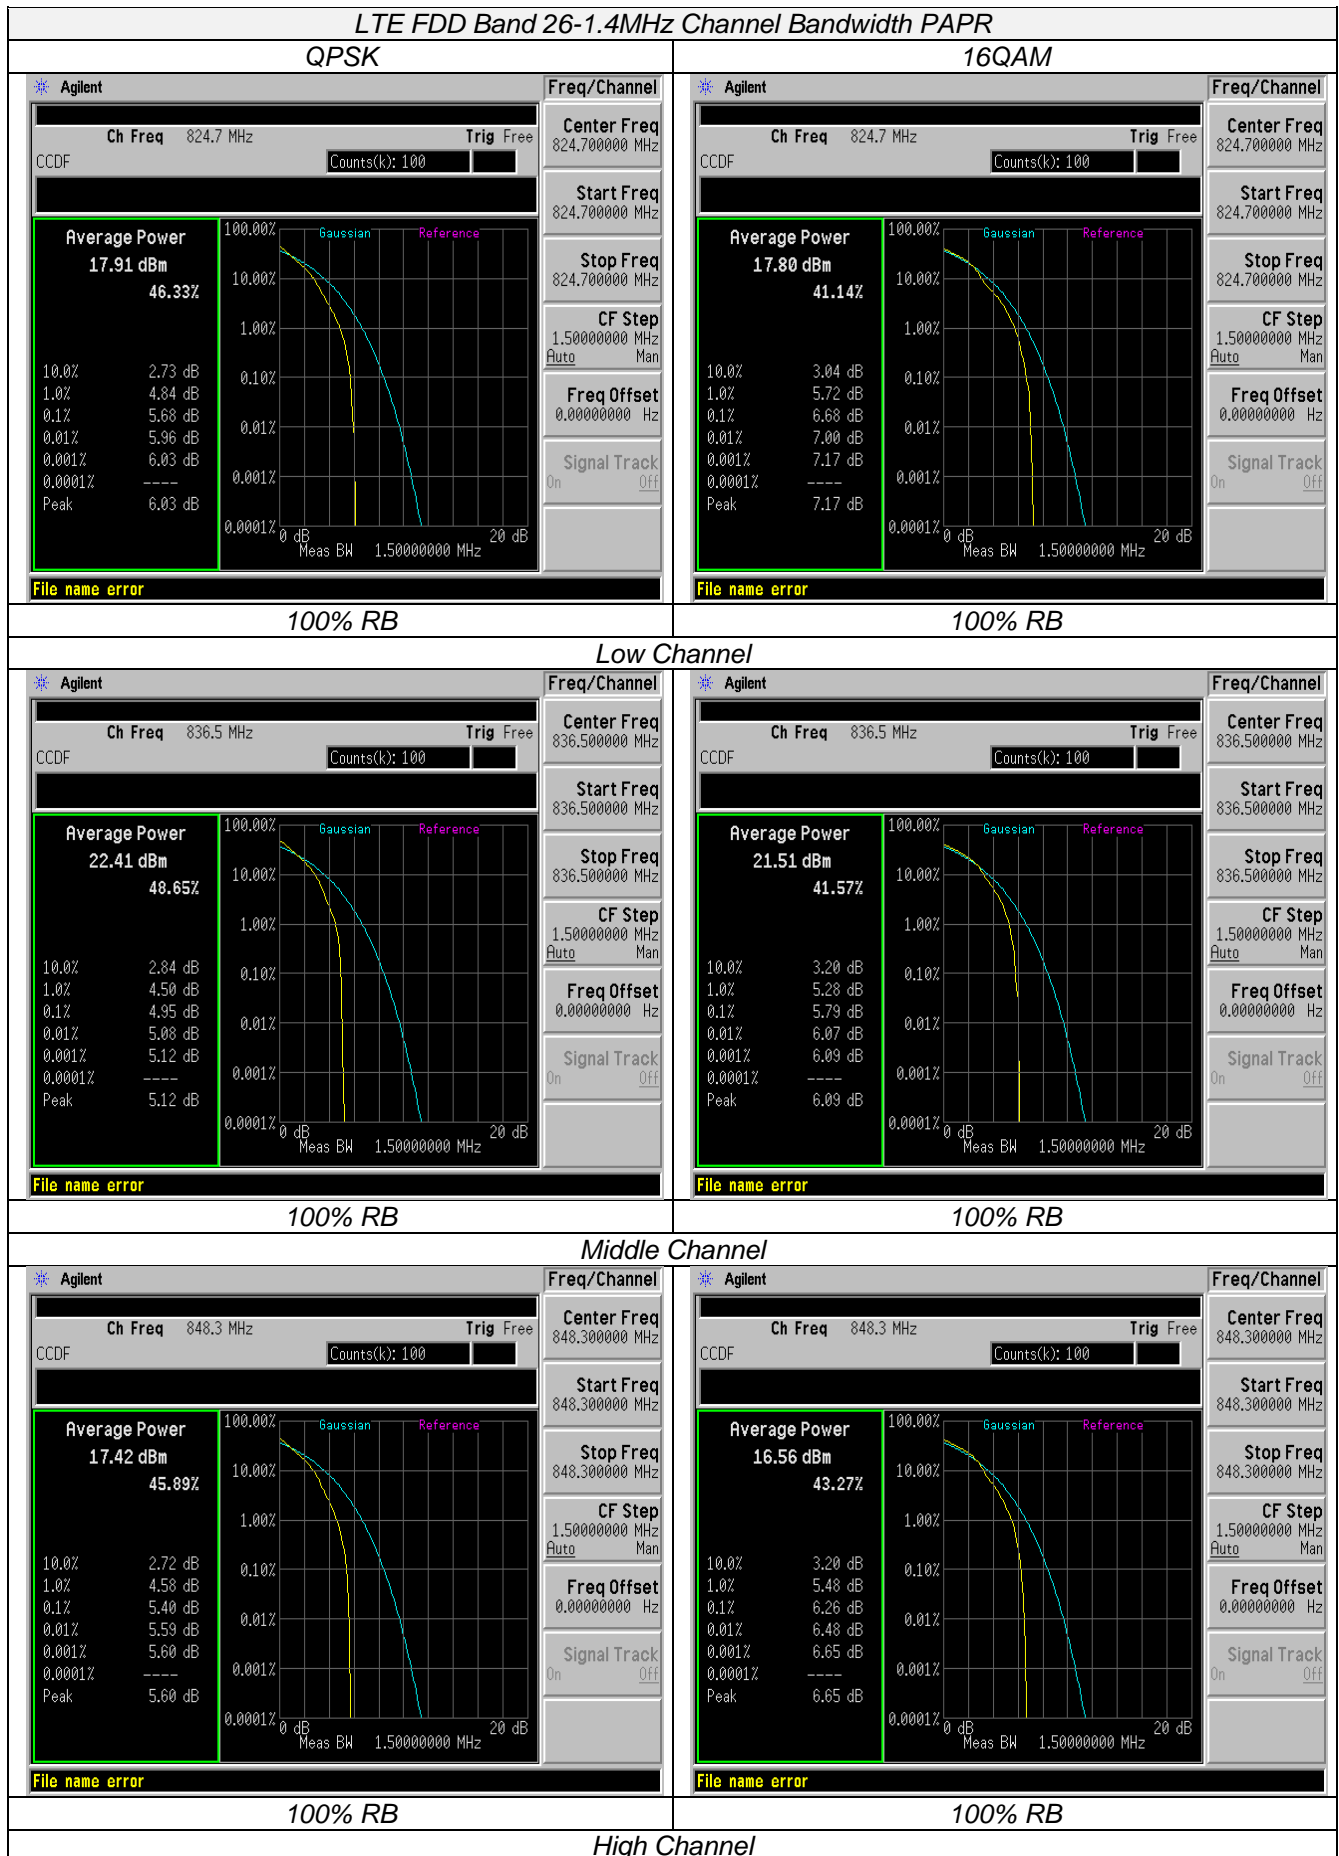 LTE FDD Band 26-1.4MHz Channel Bandwidth PAPR
QPSK
16QAM
Agilent
Freq/Channel
Ch Freq 824.7 MHz Trig Free
CCDF Counts(k): 100
Average Power
17.91 dBm
46.33%
10.0% 2.73 dB
1.0% 4.84 dB
0.1% 5.68 dB
0.01% 5.96 dB
0.001% 6.03 dB
0.0001% ----
Peak 6.03 dB
Gaussian Reference
100.00%
10.00%
1.00%
0.10%
0.01%
0.001%
0.0001%
0 dB 20 dB
Meas BW 1.50000000 MHz
Center Freq
824.700000 MHz
Start Freq
824.700000 MHz
Stop Freq
824.700000 MHz
CF Step
1.50000000 MHz
Auto Man
Freq Offset
0.00000000 Hz
Signal Track
On Off
File name error
100% RB
Agilent
Freq/Channel
Ch Freq 824.7 MHz Trig Free
CCDF Counts(k): 100
Average Power
17.80 dBm
41.14%
10.0% 3.04 dB
1.0% 5.72 dB
0.1% 6.68 dB
0.01% 7.00 dB
0.001% 7.17 dB
0.0001% ----
Peak 7.17 dB
Gaussian Reference
100.00%
10.00%
1.00%
0.10%
0.01%
0.001%
0.0001%
0 dB 20 dB
Meas BW 1.50000000 MHz
Center Freq
824.700000 MHz
Start Freq
824.700000 MHz
Stop Freq
824.700000 MHz
CF Step
1.50000000 MHz
Auto Man
Freq Offset
0.00000000 Hz
Signal Track
On Off
File name error
100% RB
Low Channel
Agilent
Freq/Channel
Ch Freq 836.5 MHz Trig Free
CCDF Counts(k): 100
Average Power
22.41 dBm
48.65%
10.0% 2.84 dB
1.0% 4.50 dB
0.1% 4.95 dB
0.01% 5.08 dB
0.001% 5.12 dB
0.0001% ----
Peak 5.12 dB
Gaussian Reference
100.00%
10.00%
1.00%
0.10%
0.01%
0.001%
0.0001%
0 dB 20 dB
Meas BW 1.50000000 MHz
Center Freq
836.500000 MHz
Start Freq
836.500000 MHz
Stop Freq
836.500000 MHz
CF Step
1.50000000 MHz
Auto Man
Freq Offset
0.00000000 Hz
Signal Track
On Off
File name error
100% RB
Agilent
Freq/Channel
Ch Freq 836.5 MHz Trig Free
CCDF Counts(k): 100
Average Power
21.51 dBm
41.57%
10.0% 3.20 dB
1.0% 5.28 dB
0.1% 5.79 dB
0.01% 6.07 dB
0.001% 6.09 dB
0.0001% ----
Peak 6.09 dB
Gaussian Reference
100.00%
10.00%
1.00%
0.10%
0.01%
0.001%
0.0001%
0 dB 20 dB
Meas BW 1.50000000 MHz
Center Freq
836.500000 MHz
Start Freq
836.500000 MHz
Stop Freq
836.500000 MHz
CF Step
1.50000000 MHz
Auto Man
Freq Offset
0.00000000 Hz
Signal Track
On Off
File name error
100% RB
Middle Channel
Agilent
Freq/Channel
Ch Freq 848.3 MHz Trig Free
CCDF Counts(k): 100
Average Power
17.42 dBm
45.89%
10.0% 2.72 dB
1.0% 4.58 dB
0.1% 5.40 dB
0.01% 5.59 dB
0.001% 5.60 dB
0.0001% ----
Peak 5.60 dB
Gaussian Reference
100.00%
10.00%
1.00%
0.10%
0.01%
0.001%
0.0001%
0 dB 20 dB
Meas BW 1.50000000 MHz
Center Freq
848.300000 MHz
Start Freq
848.300000 MHz
Stop Freq
848.300000 MHz
CF Step
1.50000000 MHz
Auto Man
Freq Offset
0.00000000 Hz
Signal Track
On Off
File name error
100% RB
Agilent
Freq/Channel
Ch Freq 848.3 MHz Trig Free
CCDF Counts(k): 100
Average Power
16.56 dBm
43.27%
10.0% 3.20 dB
1.0% 5.48 dB
0.1% 6.26 dB
0.01% 6.48 dB
0.001% 6.65 dB
0.0001% ----
Peak 6.65 dB
Gaussian Reference
100.00%
10.00%
1.00%
0.10%
0.01%
0.001%
0.0001%
0 dB 20 dB
Meas BW 1.50000000 MHz
Center Freq
848.300000 MHz
Start Freq
848.300000 MHz
Stop Freq
848.300000 MHz
CF Step
1.50000000 MHz
Auto Man
Freq Offset
0.00000000 Hz
Signal Track
On Off
File name error
100% RB
High Channel